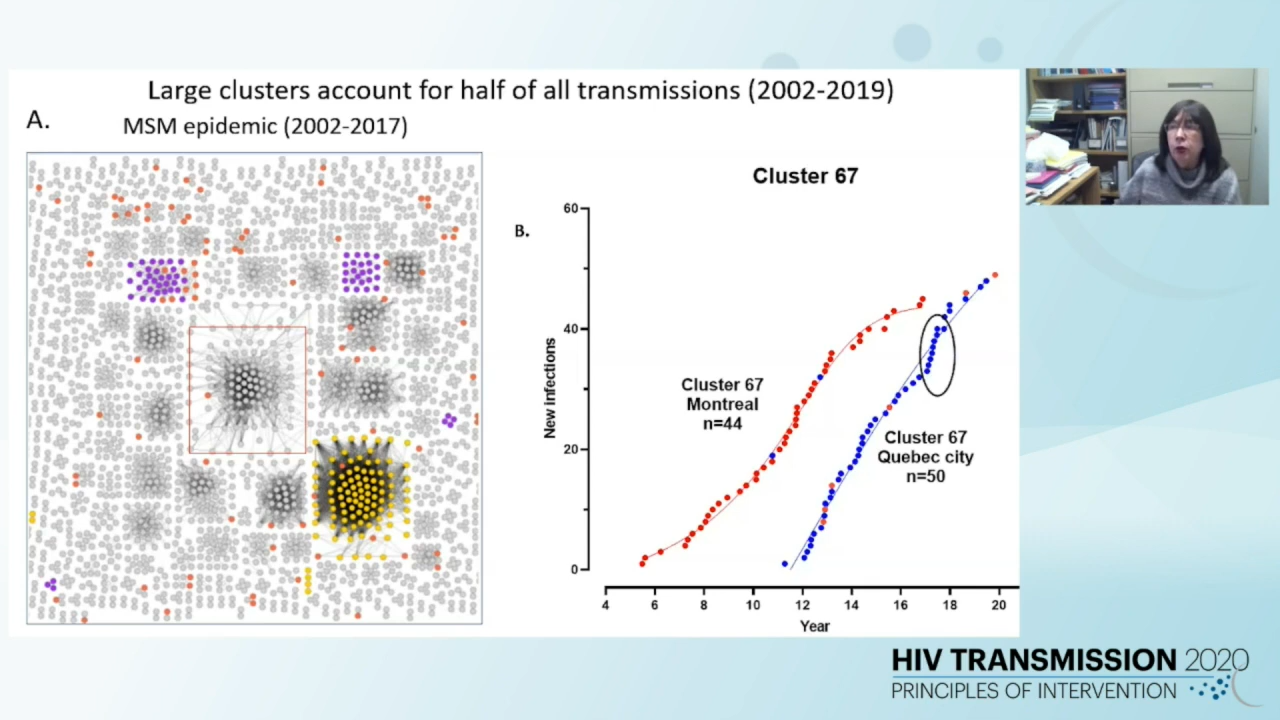 Large clusters account for half of all transmissions (2002-2019)
A.
MSM epidemic (2002-2017)
Cluster 67
B.
60
40
20
0
New infections
Cluster 67
Montreal
n=44
Cluster 67
Quebec city
n=50
4 6 8 10 12 14 16 18 20
Year
HIV TRANSMISSION 2020
PRINCIPLES OF INTERVENTION